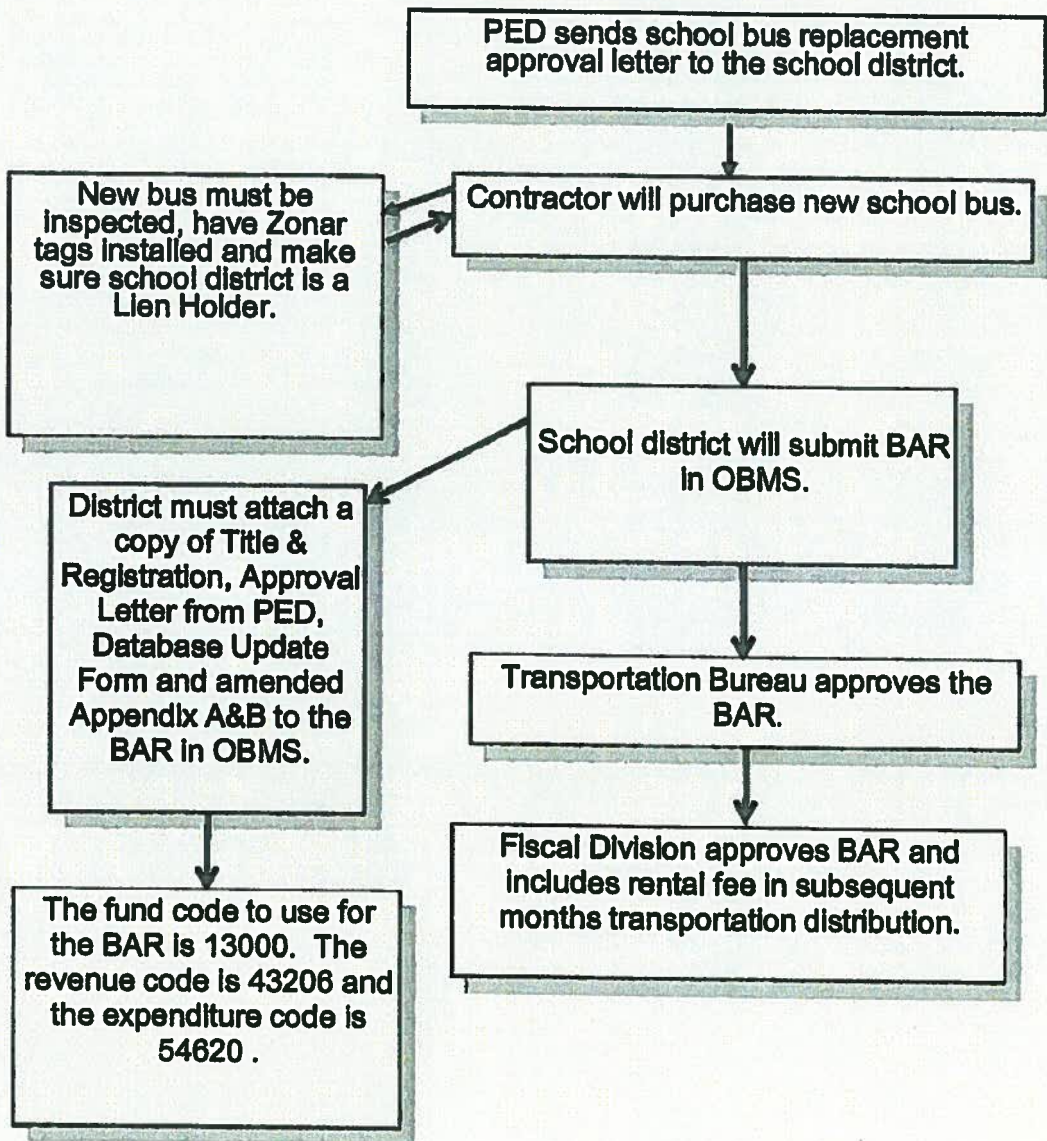 PED sends school bus replacement
approval letter to the school district.
Contractor will purchase new school bus.
New bus must be
inspected, have Zonar
tags installed and make
sure school district is a
Lien Holder.
School district will submit BAR
in OBMS.
District must attach a
copy of Title &
Registration, Approval
Letter from PED,
Database Update
Form and amended
Appendix A&B to the
BAR in OBMS.
The fund code to use for
the BAR is 13000. The
revenue code is 43206 and
the expenditure code is
54620 .
Transportation Bureau approves the
BAR.
Fiscal Division approves BAR and
includes rental fee in subsequent
months transportation distribution.